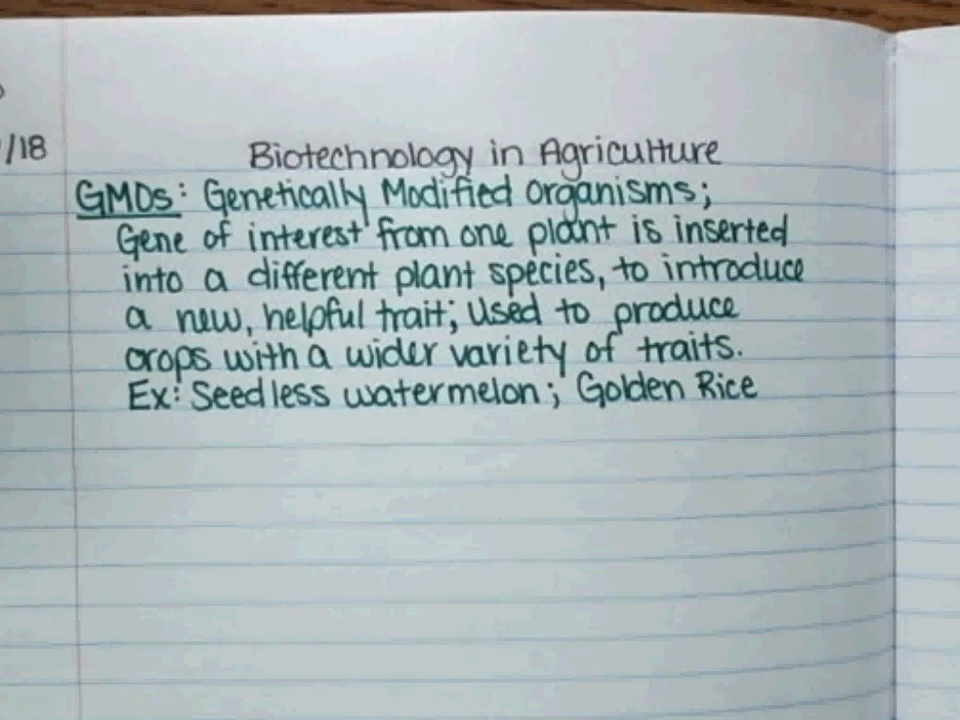 /18
Biotechnology in Agriculture
GMOs: Genetically Modified Organisms;
Gene of interest from one plant is inserted
into a different plant species, to introduce
a new, helpful trait; Used to produce
crops with a wider variety of traits.
Ex: Seedless watermelon; Golden Rice